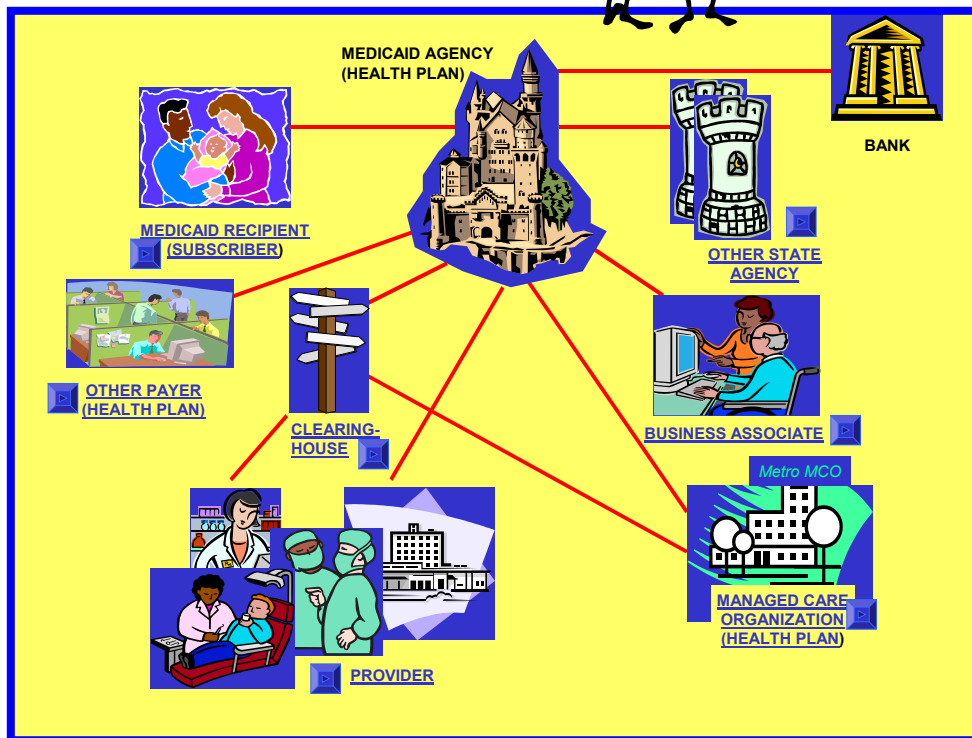 MEDICAID AGENCY
(HEALTH PLAN)
BANK
MEDICAID RECIPIENT
(SUBSCRIBER)
OTHER STATE
AGENCY
OTHER PAYER
(HEALTH PLAN)
CLEARING-
HOUSE
BUSINESS ASSOCIATE
Metro MCO
MANAGED CARE
ORGANIZATION
(HEALTH PLAN)
PROVIDER